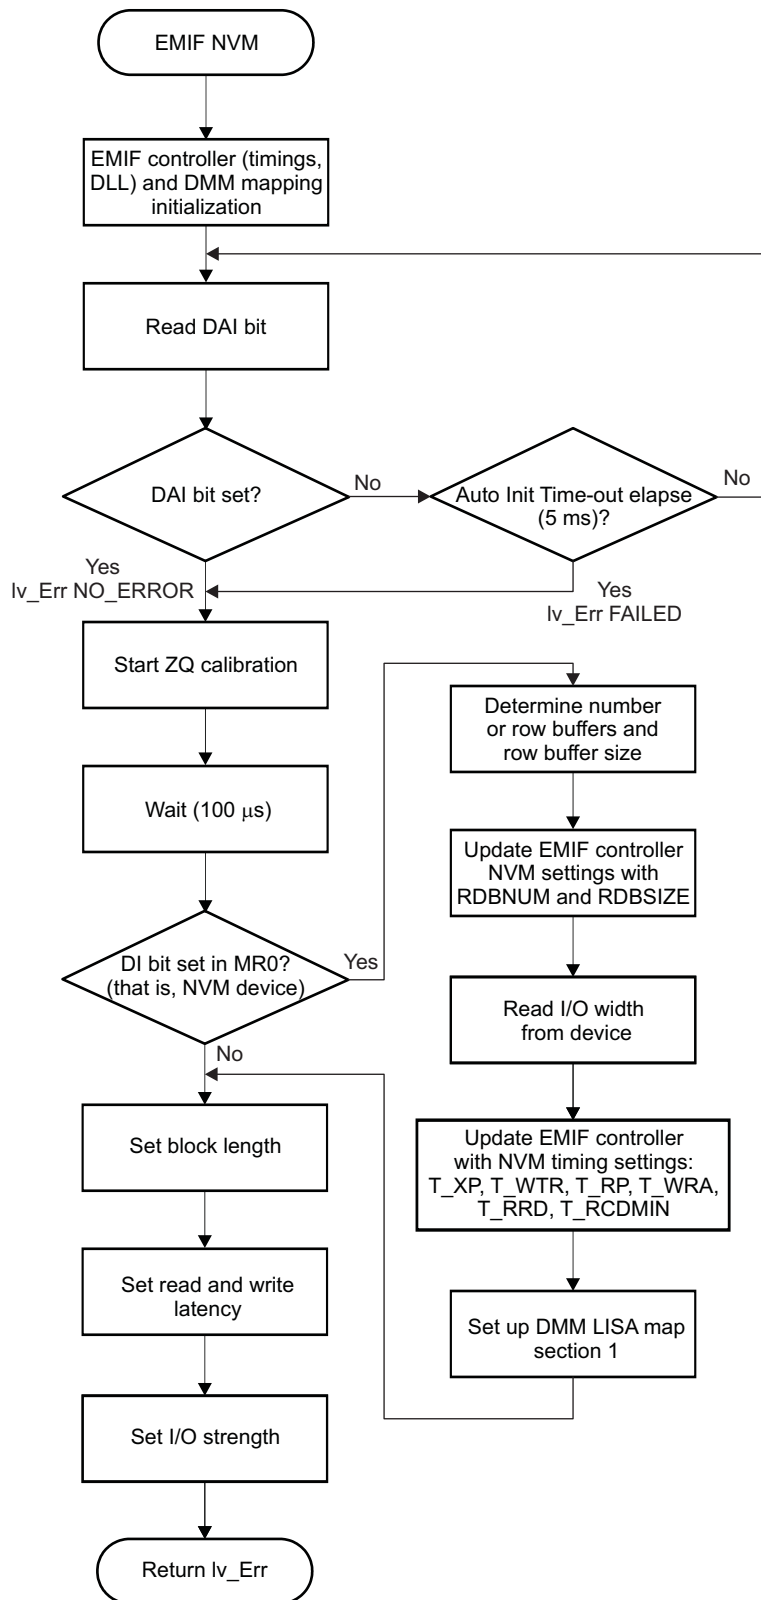 EMIF NVM
EMIF controller (timings,
DLL) and DMM mapping
initialization
Read DAI bit
DAI bit set?
No
Auto Init Time-out elapse
(5 ms)?
No
Yes
lv_Err NO_ERROR
Yes
lv_Err FAILED
Start ZQ calibration
Wait (100 μs)
DI bit set in MR0?
(that is, NVM device)
Yes
No
Determine number
or row buffers and
row buffer size
Update EMIF controller
NVM settings with
RDBNUM and RDBSIZE
Read I/O width
from device
Update EMIF controller
with NVM timing settings:
T_XP, T_WTR, T_RP, T_WRA,
T_RRD, T_RCDMIN
Set up DMM LISA map
section 1
Set block length
Set read and write
latency
Set I/O strength
Return lv_Err